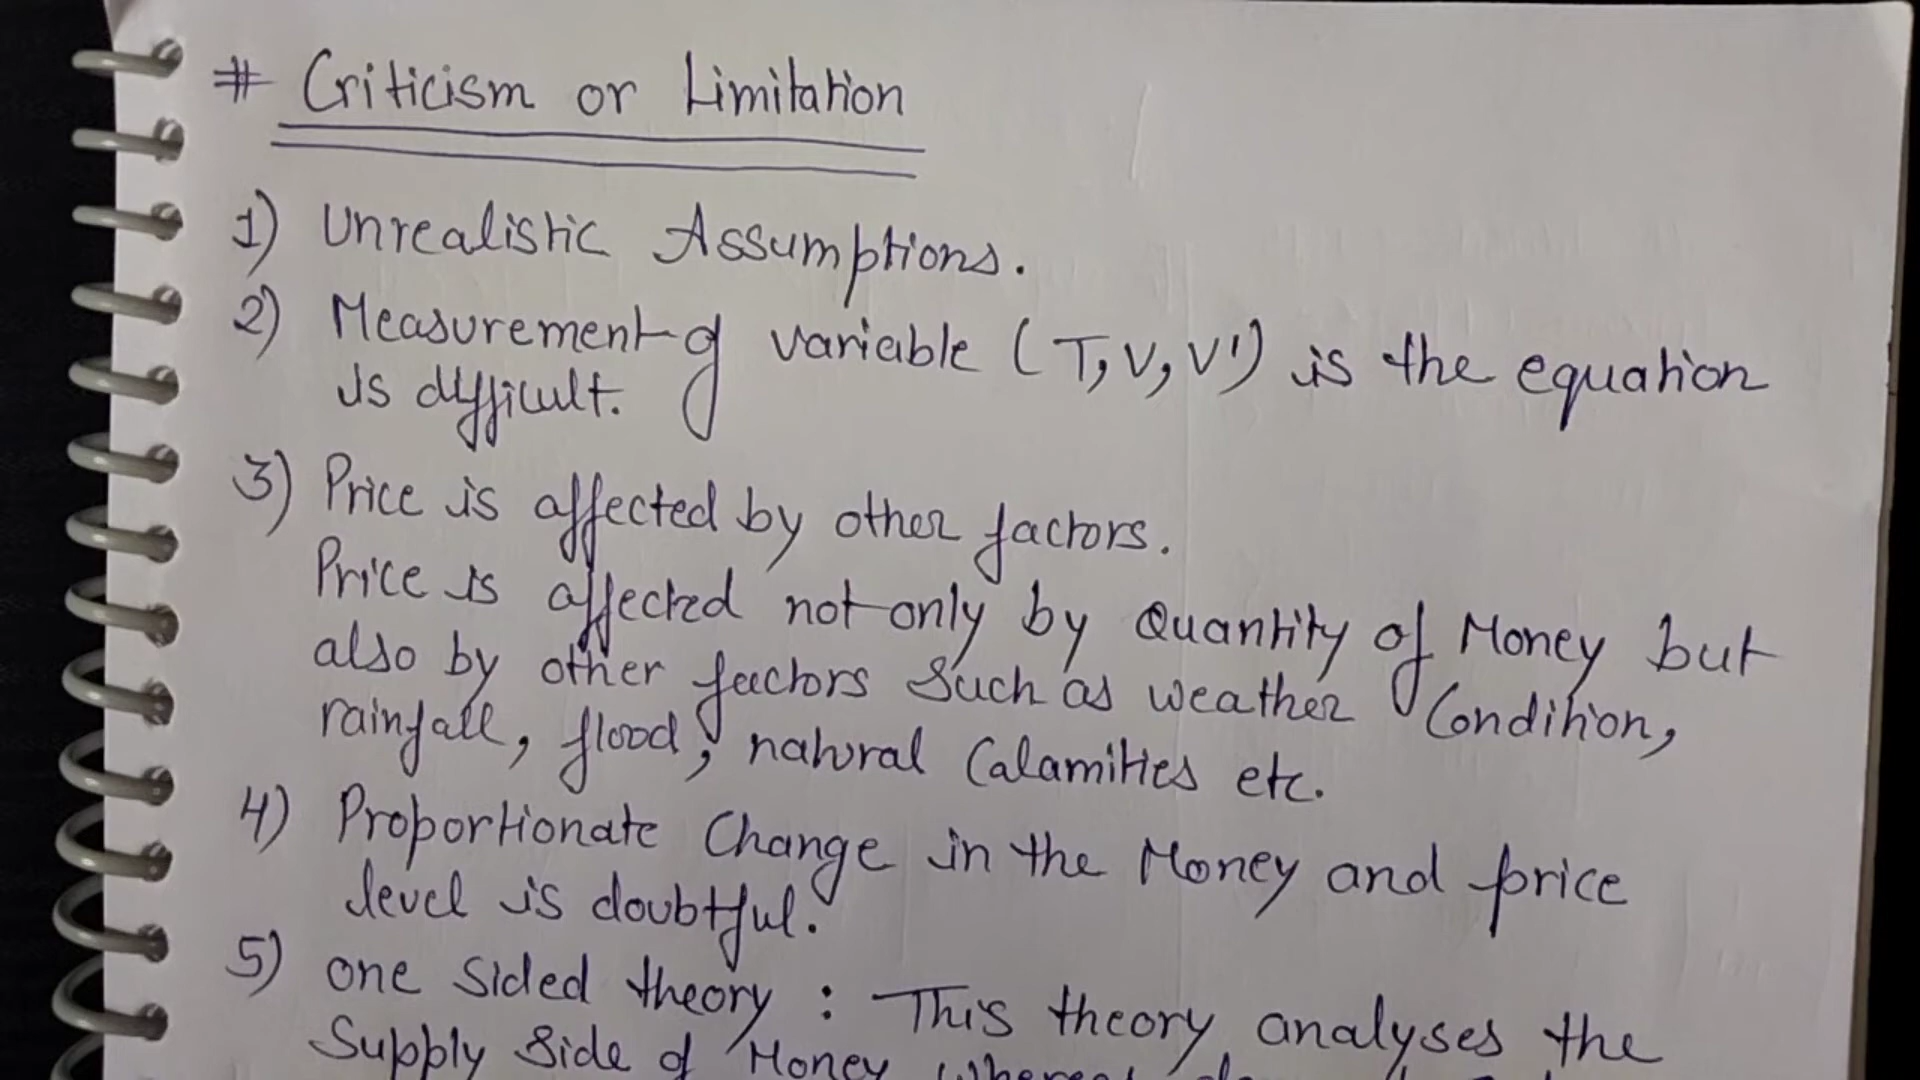 # Criticism or Limitation
1) Unrealistic Assumptions.
2) Measurement of variable (T, V, V') is the equation
is difficult.
3) Price is affected by other factors.
Price is affected not only by Quantity of Money but
also by other factors such as weather Condition,
rainfall, flood, natural Calamities etc.
4) Proportionate Change in the Money and price
level is doubtful.
5) one sided theory : This theory analyses the
Supply Side of Money